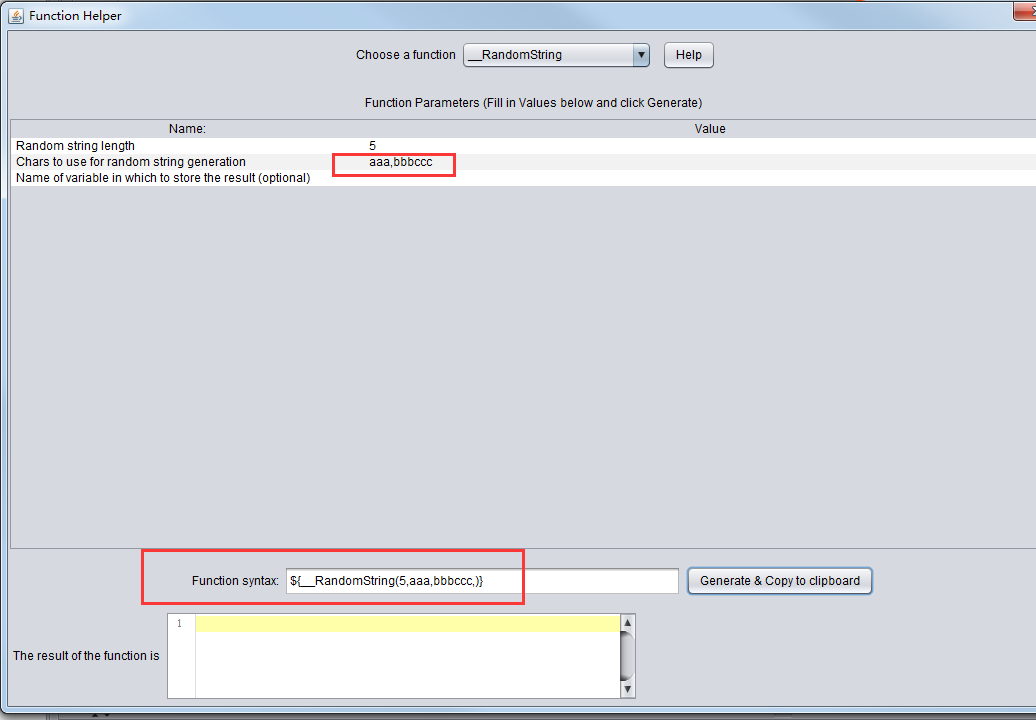 Function Helper
Choose a function __RandomString Help
Function Parameters (Fill in Values below and click Generate)
Name: Value
Random string length 5
Chars to use for random string generation aaa,bbbccc
Name of variable in which to store the result (optional)
Function syntax: ${__RandomString(5,aaa,bbbccc,)} Generate & Copy to clipboard
1
The result of the function is